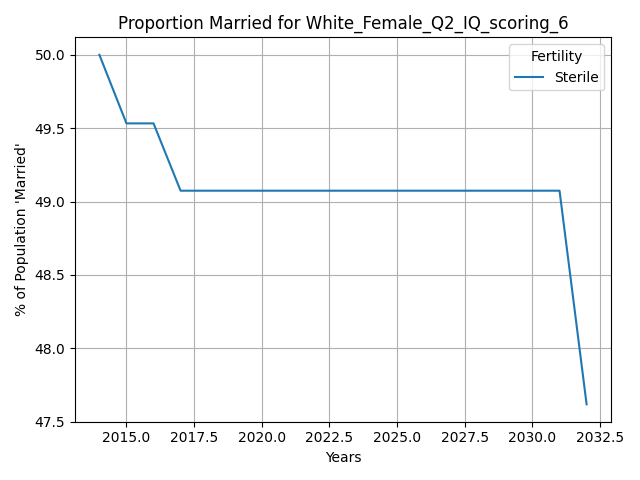 Proportion Married for White_Female_Q2_IQ_scoring_6
Fertility
Sterile
% of Population 'Married'
50.0
49.5
49.0
48.5
48.0
47.5
2015.0 2017.5 2020.0 2022.5 2025.0 2027.5 2030.0 2032.5
Years